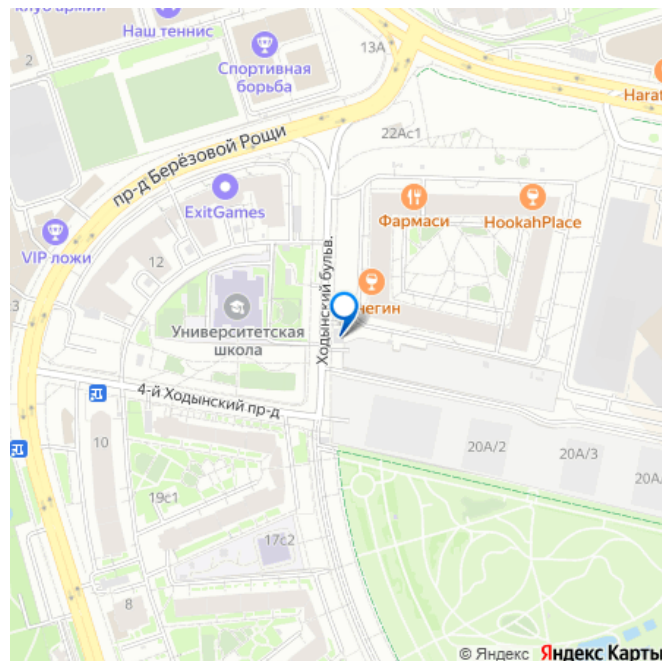 клуб армии
Наш теннис
2
Спортивная
борьба
13А
Hara
22Ас1
пр-д Берёзовой Рощи
ExitGames
Фармаси
HookahPlace
VIP ложи
12
Ходынский бульв.
негин
3
Университетская
школа
4-й Ходынский пр-д
10
20А/2
20А/3
20А/
19с1
17с2
8
© Яндекс Яндекс Карты